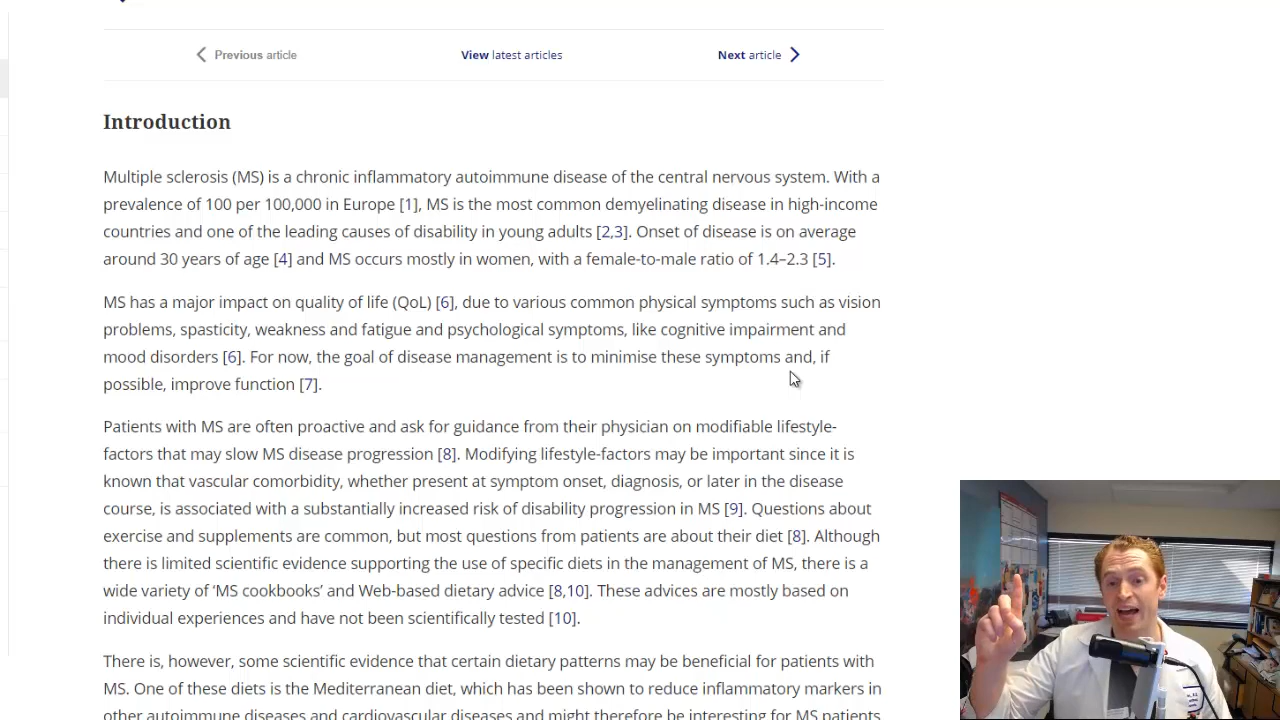 Previous article
View latest articles
Next article
Introduction
Multiple sclerosis (MS) is a chronic inflammatory autoimmune disease of the central nervous system. With a
prevalence of 100 per 100,000 in Europe [1], MS is the most common demyelinating disease in high-income
countries and one of the leading causes of disability in young adults [2,3]. Onset of disease is on average
around 30 years of age [4] and MS occurs mostly in women, with a female-to-male ratio of 1.4–2.3 [5].
MS has a major impact on quality of life (QoL) [6], due to various common physical symptoms such as vision
problems, spasticity, weakness and fatigue and psychological symptoms, like cognitive impairment and
mood disorders [6]. For now, the goal of disease management is to minimise these symptoms and, if
possible, improve function [7].
Patients with MS are often proactive and ask for guidance from their physician on modifiable lifestyle-
factors that may slow MS disease progression [8]. Modifying lifestyle-factors may be important since it is
known that vascular comorbidity, whether present at symptom onset, diagnosis, or later in the disease
course, is associated with a substantially increased risk of disability progression in MS [9]. Questions about
exercise and supplements are common, but most questions from patients are about their diet [8]. Although
there is limited scientific evidence supporting the use of specific diets in the management of MS, there is a
wide variety of ‘MS cookbooks’ and Web-based dietary advice [8,10]. These advices are mostly based on
individual experiences and have not been scientifically tested [10].
There is, however, some scientific evidence that certain dietary patterns may be beneficial for patients with
MS. One of these diets is the Mediterranean diet, which has been shown to reduce inflammatory markers in
other autoimmune diseases and cardiovascular diseases and might therefore be interesting for MS patients